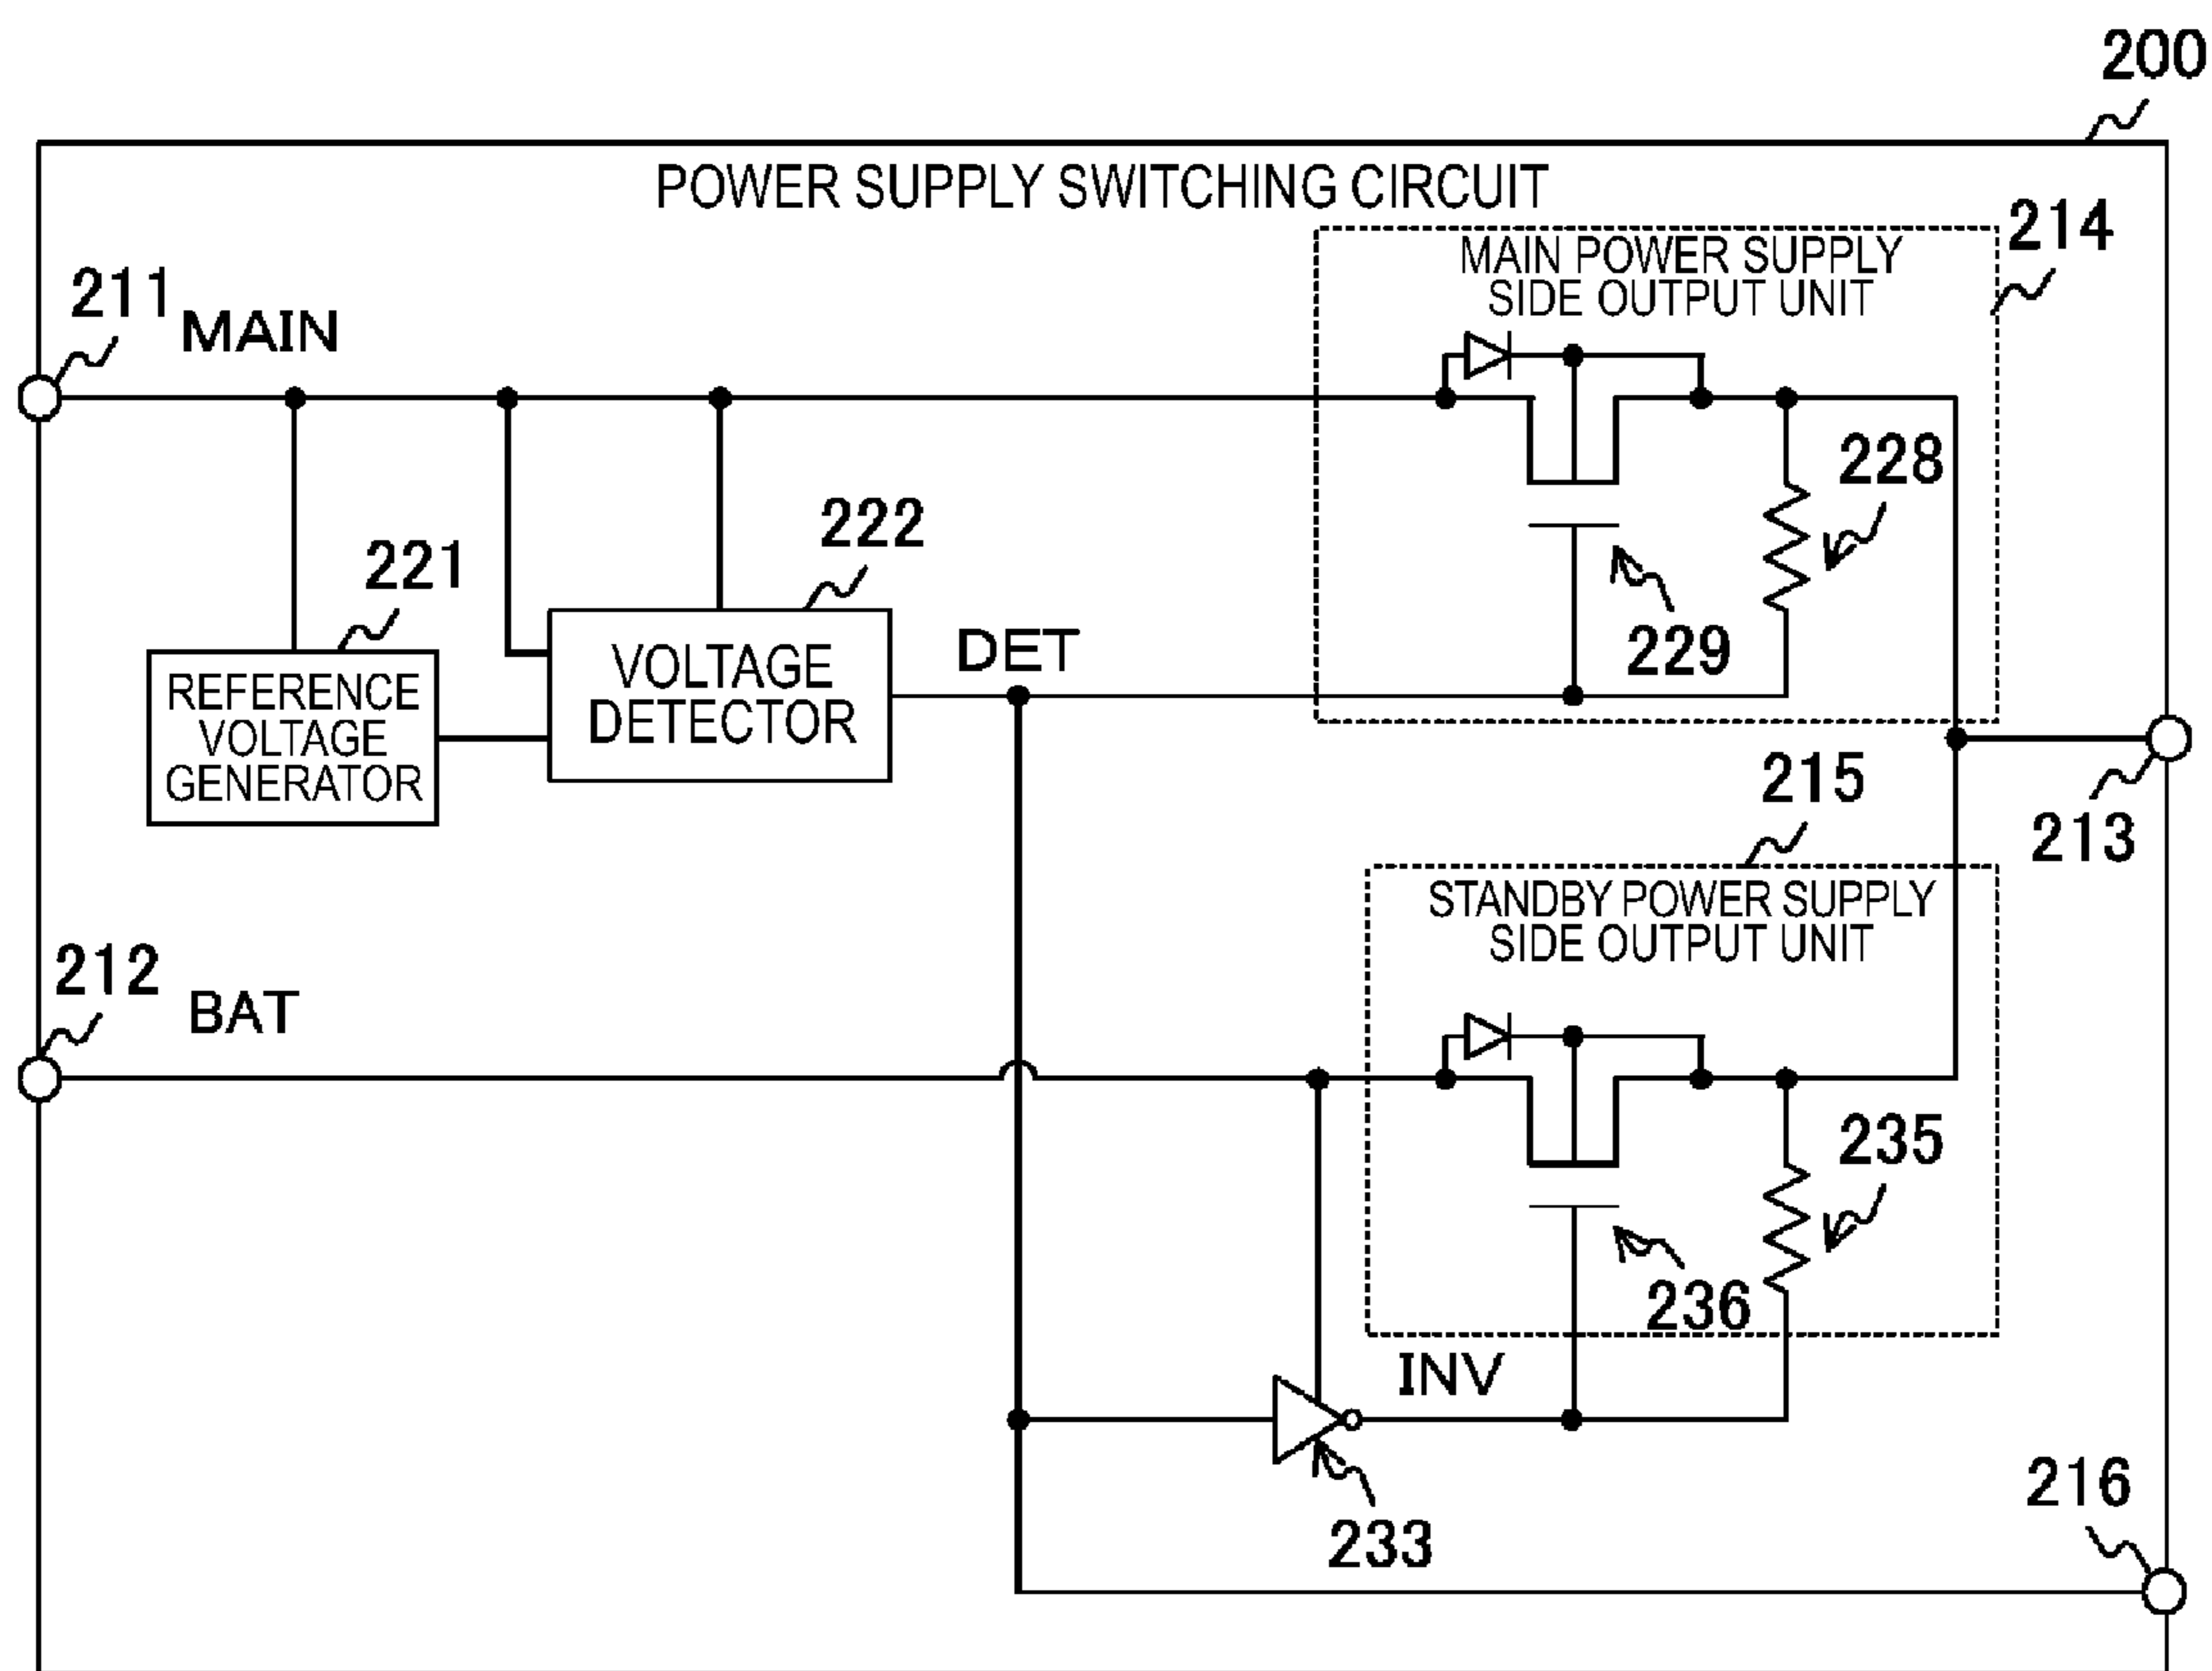 200
POWER SUPPLY SWITCHING CIRCUIT
214
MAIN POWER SUPPLY
SIDE OUTPUT UNIT
211
MAIN
228
222
221
229
DET
VOLTAGE
DETECTOR
REFERENCE
VOLTAGE
GENERATOR
215
213
STANDBY POWER SUPPLY
SIDE OUTPUT UNIT
212
BAT
235
236
INV
216
233